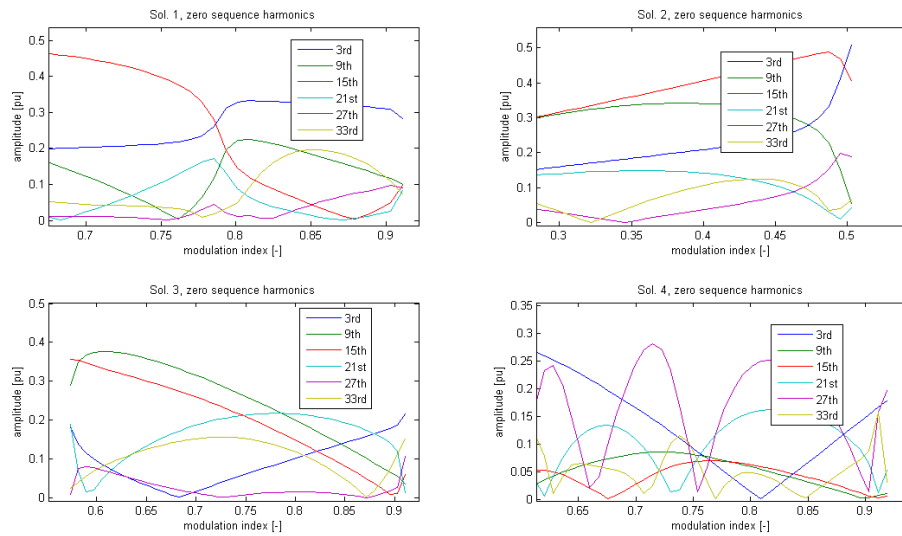 Sol. 1, zero sequence harmonics
0.5
0.4
0.3
0.2
0.1
0
amplitude [pu]
3rd
9th
15th
21st
27th
33rd
0.7
0.75
0.8
0.85
0.9
modulation index [-]
Sol. 2, zero sequence harmonics
0.5
0.4
0.3
0.2
0.1
0
amplitude [pu]
3rd
9th
15th
21st
27th
33rd
0.3
0.35
0.4
0.45
0.5
modulation index [-]
Sol. 3, zero sequence harmonics
0.5
0.4
0.3
0.2
0.1
0
amplitude [pu]
3rd
9th
15th
21st
27th
33rd
0.6
0.65
0.7
0.75
0.8
0.85
0.9
modulation index [-]
Sol. 4, zero sequence harmonics
0.35
0.3
0.25
0.2
0.15
0.1
0.05
0
amplitude [pu]
3rd
9th
15th
21st
27th
33rd
0.65
0.7
0.75
0.8
0.85
0.9
modulation index [-]